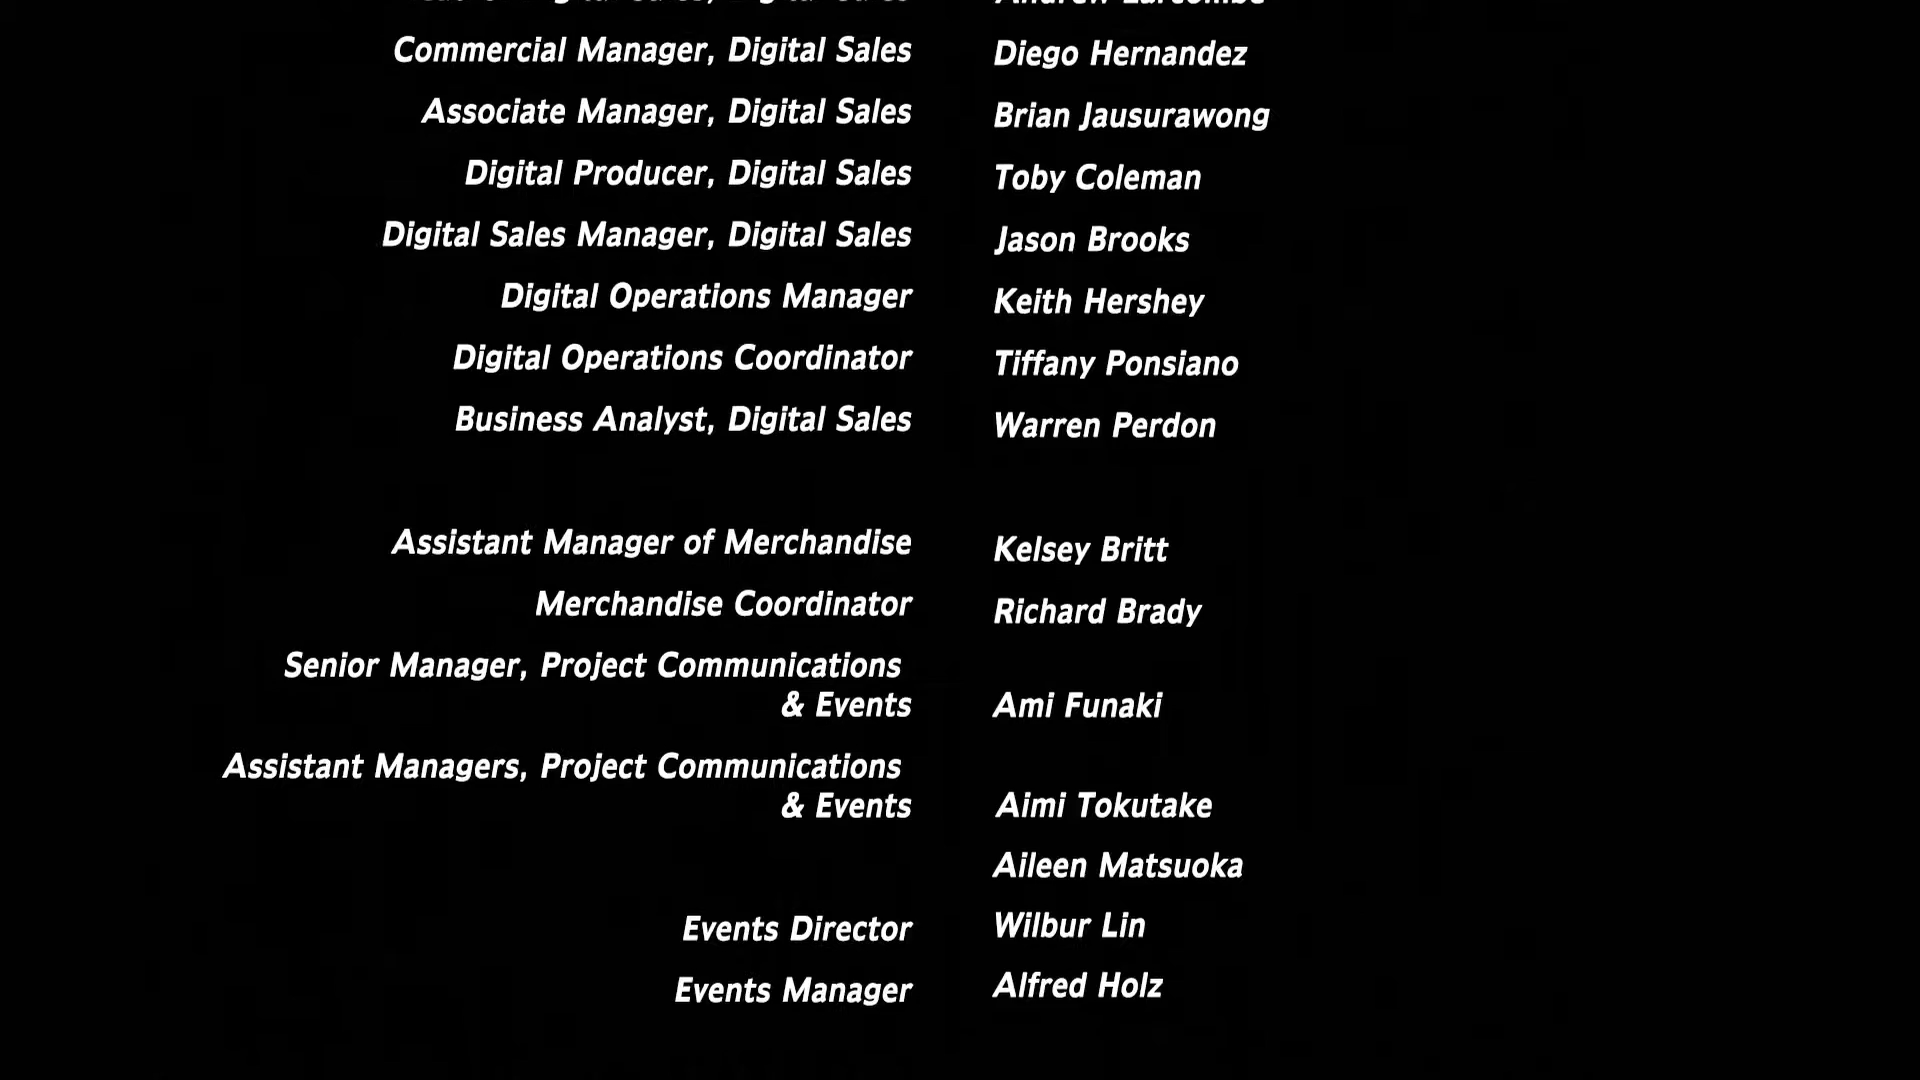 Commercial Manager, Digital Sales Diego Hernandez
Associate Manager, Digital Sales Brian Jausurawong
Digital Producer, Digital Sales Toby Coleman
Digital Sales Manager, Digital Sales Jason Brooks
Digital Operations Manager Keith Hershey
Digital Operations Coordinator Tiffany Ponsiano
Business Analyst, Digital Sales Warren Perdon
Assistant Manager of Merchandise Kelsey Britt
Merchandise Coordinator Richard Brady
Senior Manager, Project Communications
& Events Ami Funaki
Assistant Managers, Project Communications
& Events Aimi Tokutake
Aileen Matsuoka
Events Director Wilbur Lin
Events Manager Alfred Holz